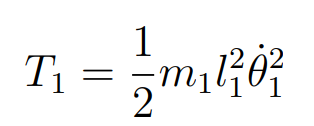 $T_1 = \frac{1}{2} m_1 l_1^2 \dot{\theta}_1^2$